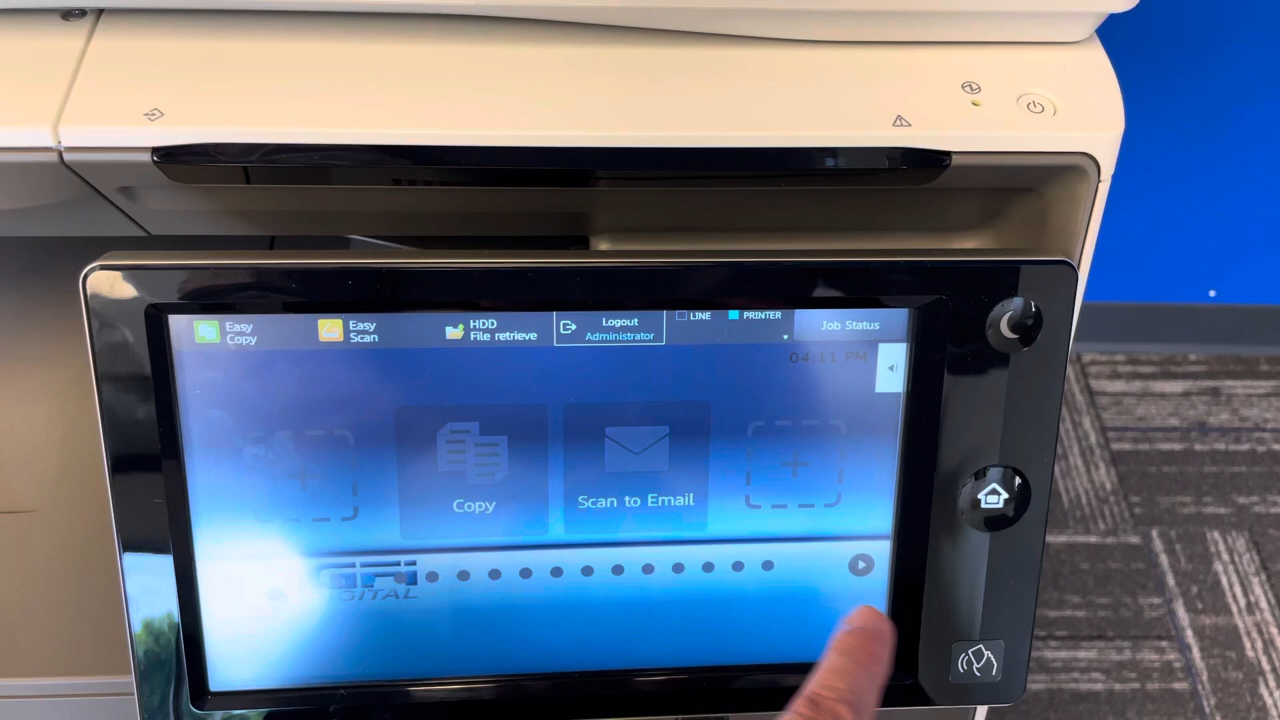 Easy
Copy
Easy
Scan
HDD
File retrieve
Logout
Administrator
LINE
PRINTER
Job Status
04:11 PM
Copy
Scan to Email
GFI
DIGITAL